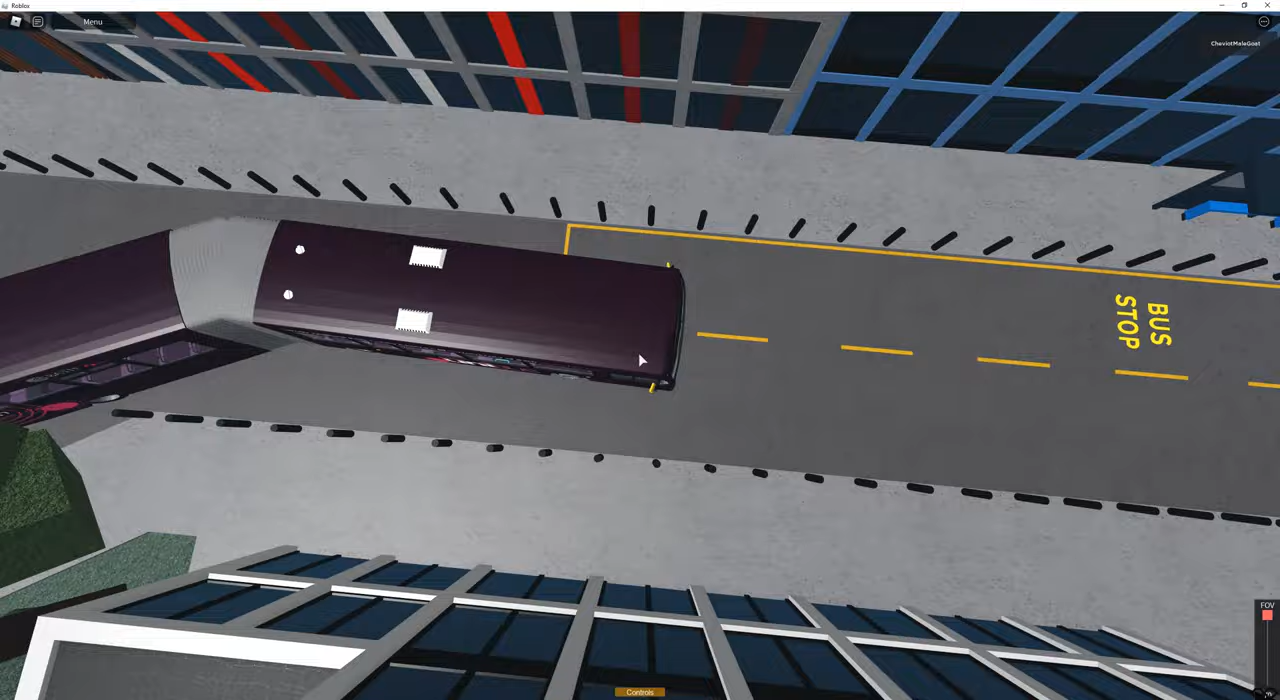 Roblox
Menu
CheviotMaleGoat
BUS
STOP
FOV
Controls